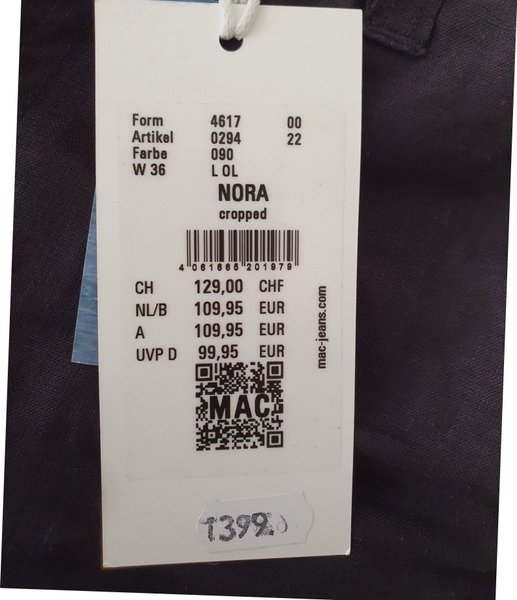 Form 4617 00
Artikel 0294 22
Farbe 090
W 36 L OL
NORA
cropped
4 061665 201979
CH 129,00 CHF
NL/B 109,95 EUR
A 109,95 EUR
UVP D 99,95 EUR
mac-jeans.com
MAC